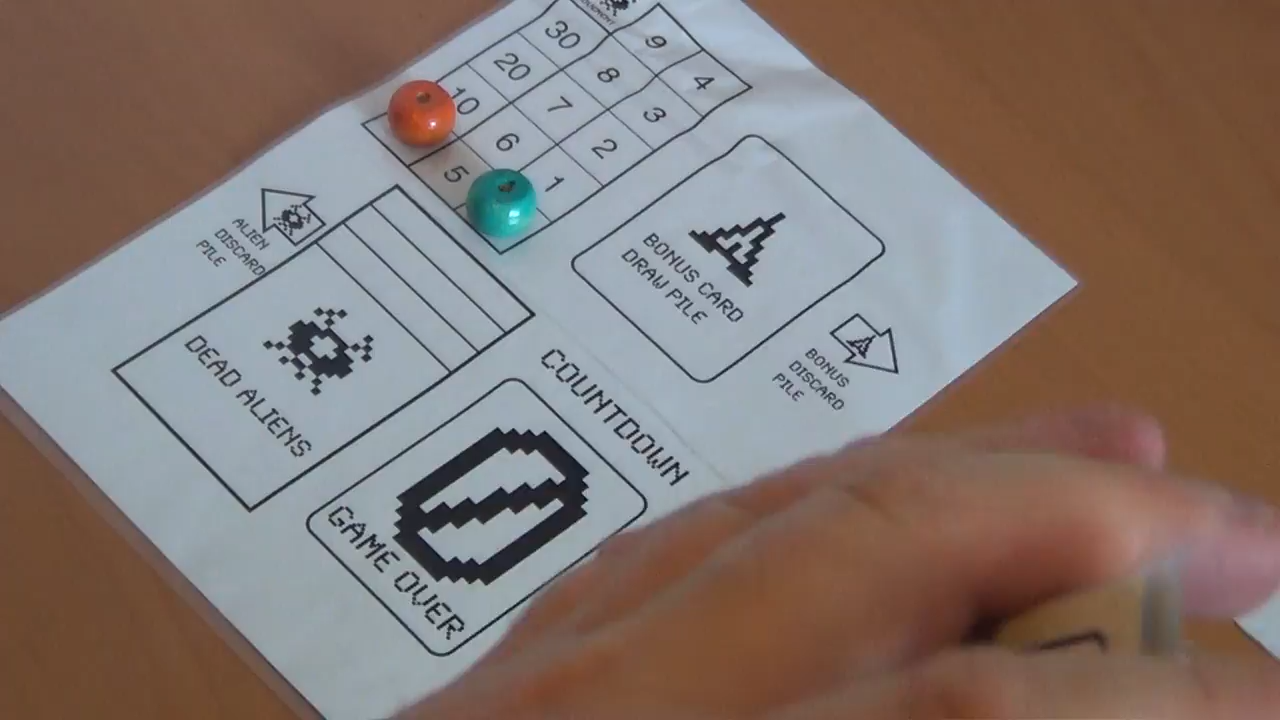 30 9
20 8 4
10 7 3
6 2
5 1
ALIEN
DISCARD
PILE
BONUS CARD
DRAW PILE
DEAD ALIENS
COUNTDOWN
BONUS
DISCARD
PILE
0
GAME OVER